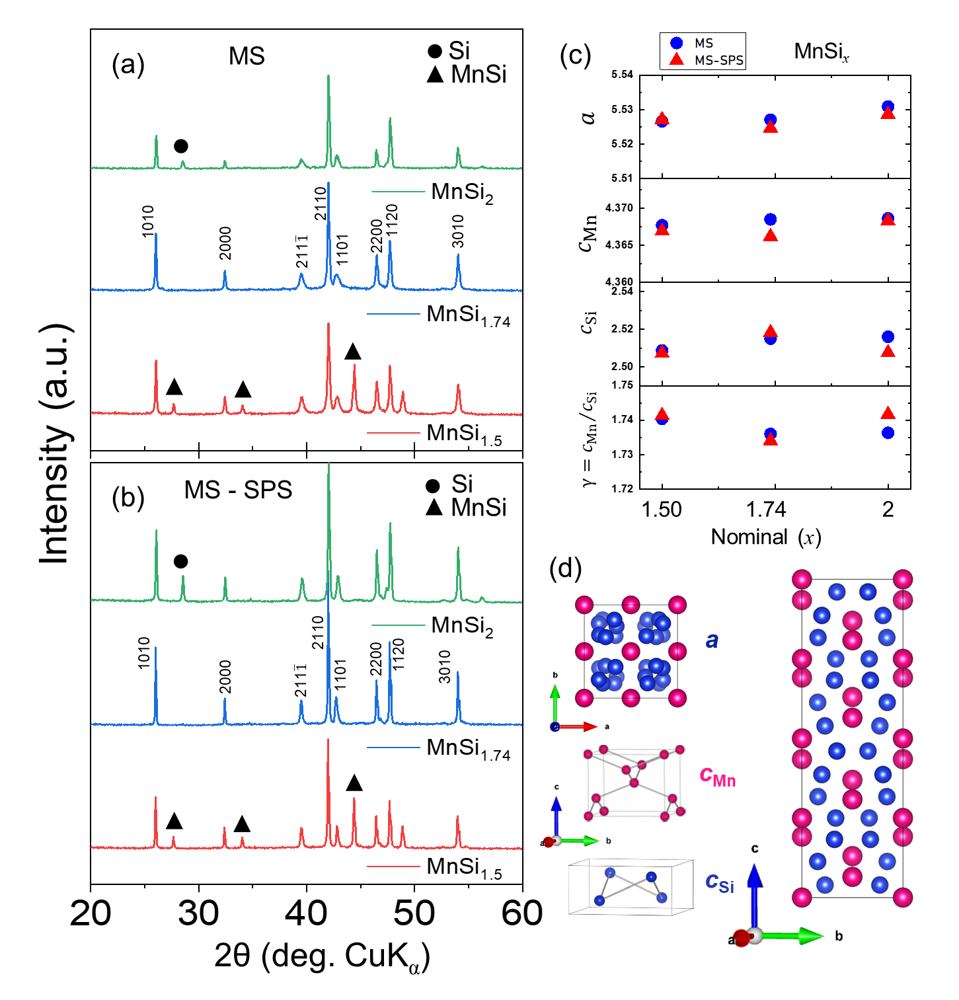 (a)
MS
● Si
▲ MnSi
MnSi2
1010
2000
2111̅
2110
1101
2200
1120
3010
MnSi1.74
MnSi1.5
Intensity (a.u.)
(b)
MS - SPS
● Si
▲ MnSi
MnSi2
1010
2000
2111̅
2110
1101
2200
1120
3010
MnSi1.74
MnSi1.5
20 30 40 50 60
2θ (deg. CuKα)
(c)
MS
MS-SPS
MnSix
a
5.54
5.53
5.52
5.51
cMn
4.370
4.365
4.360
cSi
2.54
2.52
2.50
γ = cMn/cSi
1.75
1.74
1.73
1.72
1.50 1.74 2
Nominal (x)
(d)
a
b
c
a
cMn
c
a
b
cSi
c
a
b